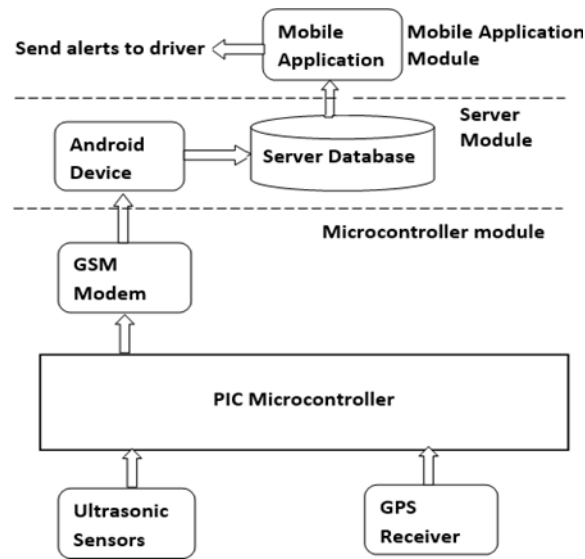 Send alerts to driver
Mobile
Application
Mobile Application
Module
Server
Module
Android
Device
Server Database
Microcontroller module
GSM
Modem
PIC Microcontroller
Ultrasonic
Sensors
GPS
Receiver